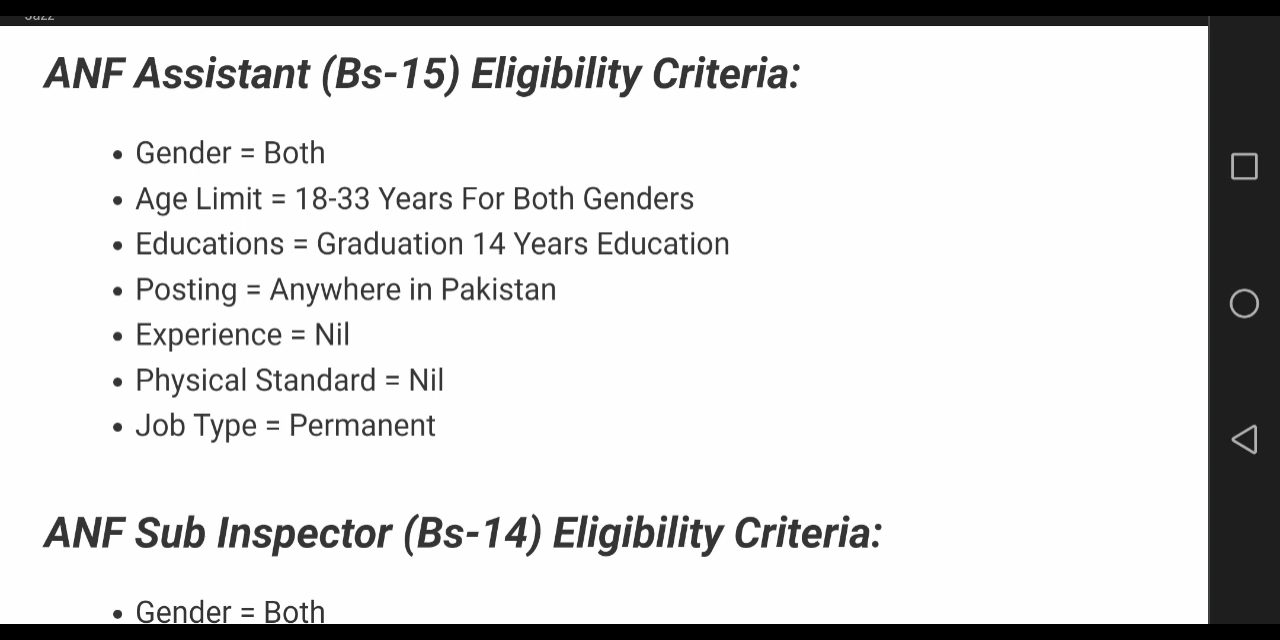 Jazz
ANF Assistant (Bs-15) Eligibility Criteria:
• Gender = Both
• Age Limit = 18-33 Years For Both Genders
• Educations = Graduation 14 Years Education
• Posting = Anywhere in Pakistan
• Experience = Nil
• Physical Standard = Nil
• Job Type = Permanent
ANF Sub Inspector (Bs-14) Eligibility Criteria:
• Gender = Both